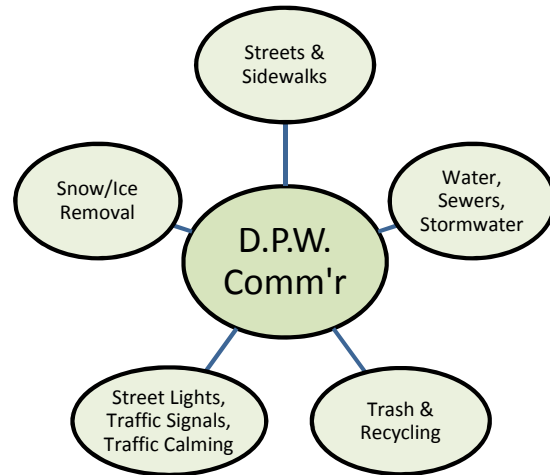 Streets &
Sidewalks
Snow/Ice
Removal
Water,
Sewers,
Stormwater
D.P.W.
Comm'r
Street Lights,
Traffic Signals,
Traffic Calming
Trash &
Recycling